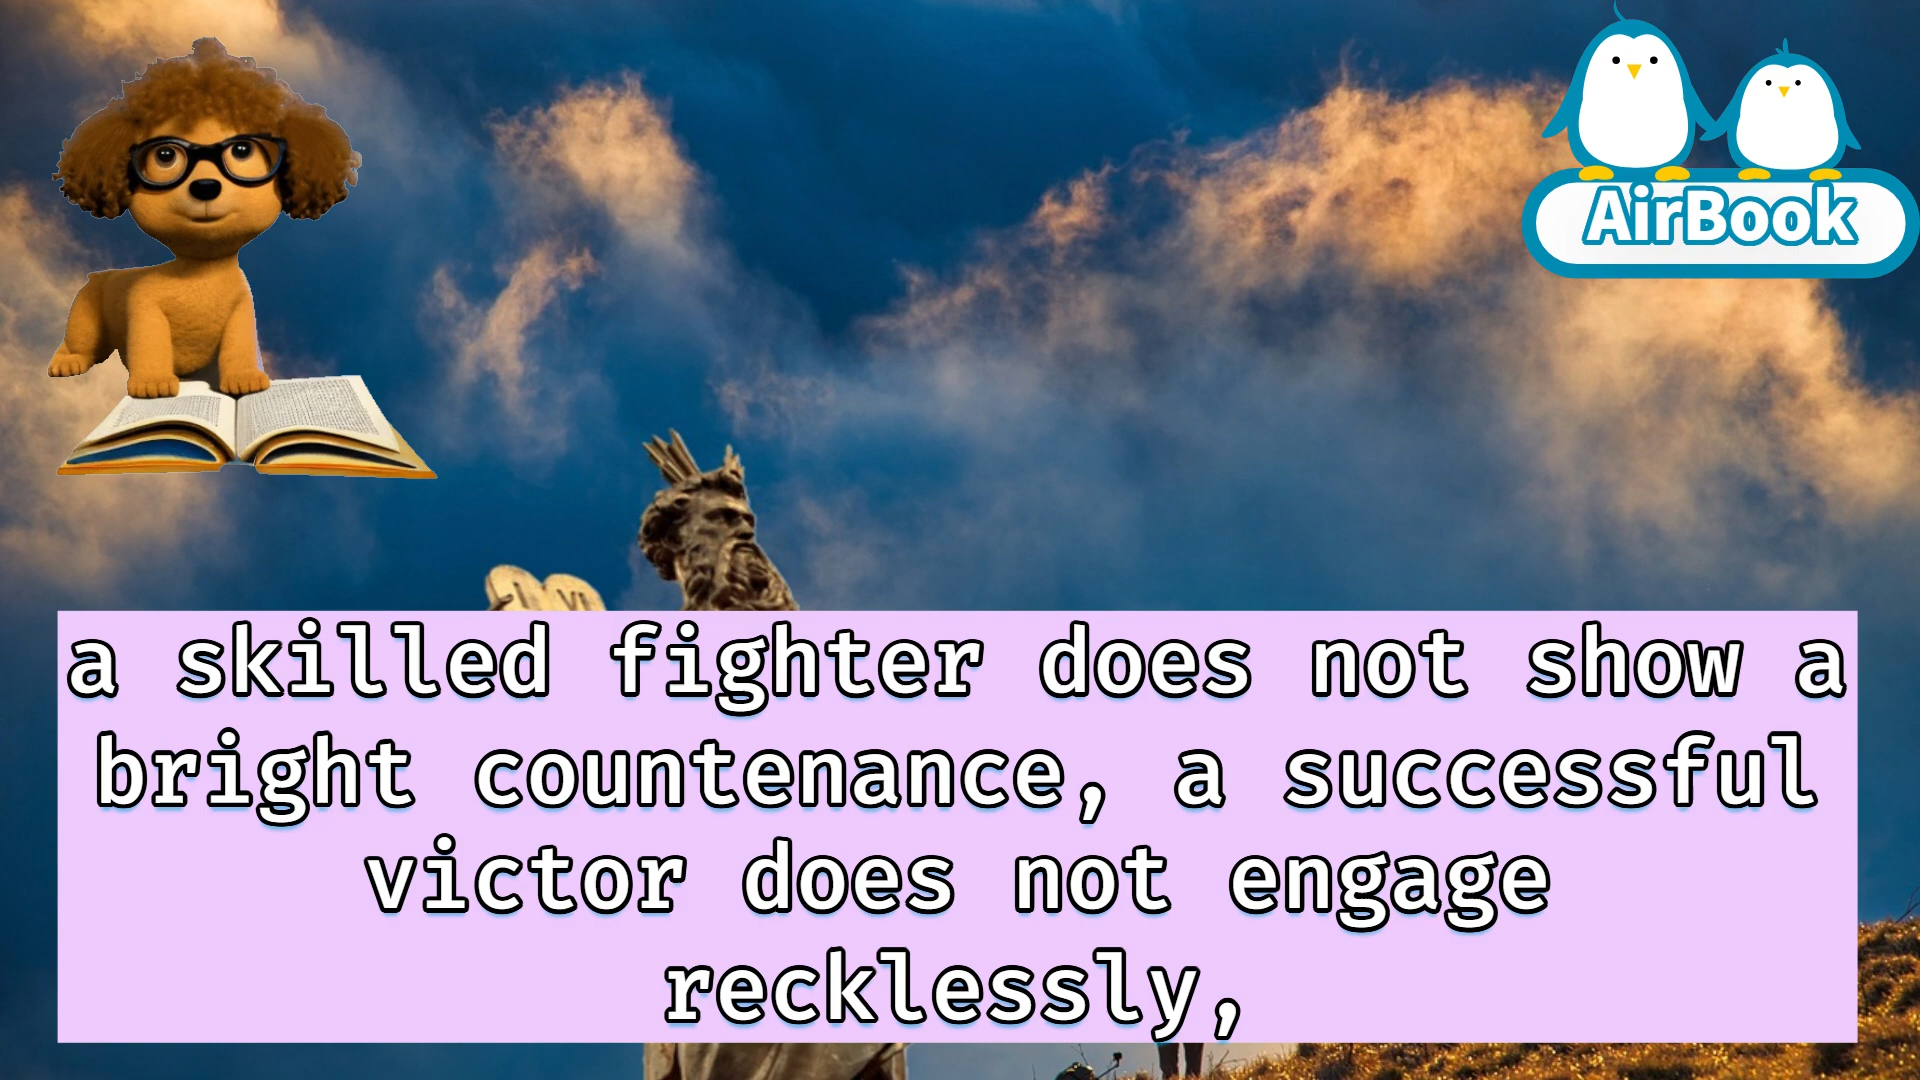 AirBook
a skilled fighter does not show a
bright countenance, a successful
victor does not engage
recklessly,